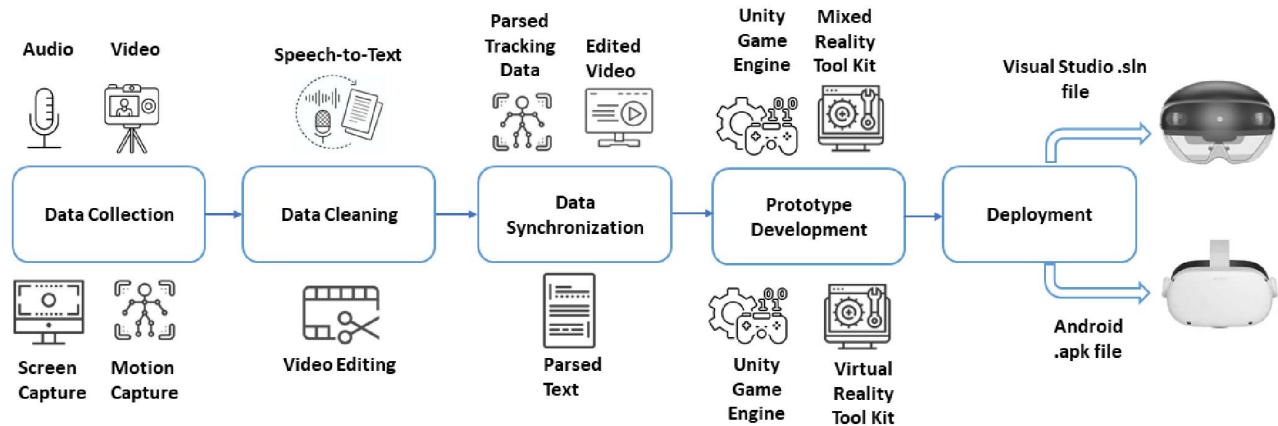 Audio
Video
Speech-to-Text
Parsed
Tracking
Data
Edited
Video
Unity
Game
Engine
Mixed
Reality
Tool Kit
Visual Studio .sln
file
Data Collection
Data Cleaning
Data
Synchronization
Prototype
Development
Deployment
Screen
Capture
Motion
Capture
Video Editing
Parsed
Text
Unity
Game
Engine
Virtual
Reality
Tool Kit
Android
.apk file